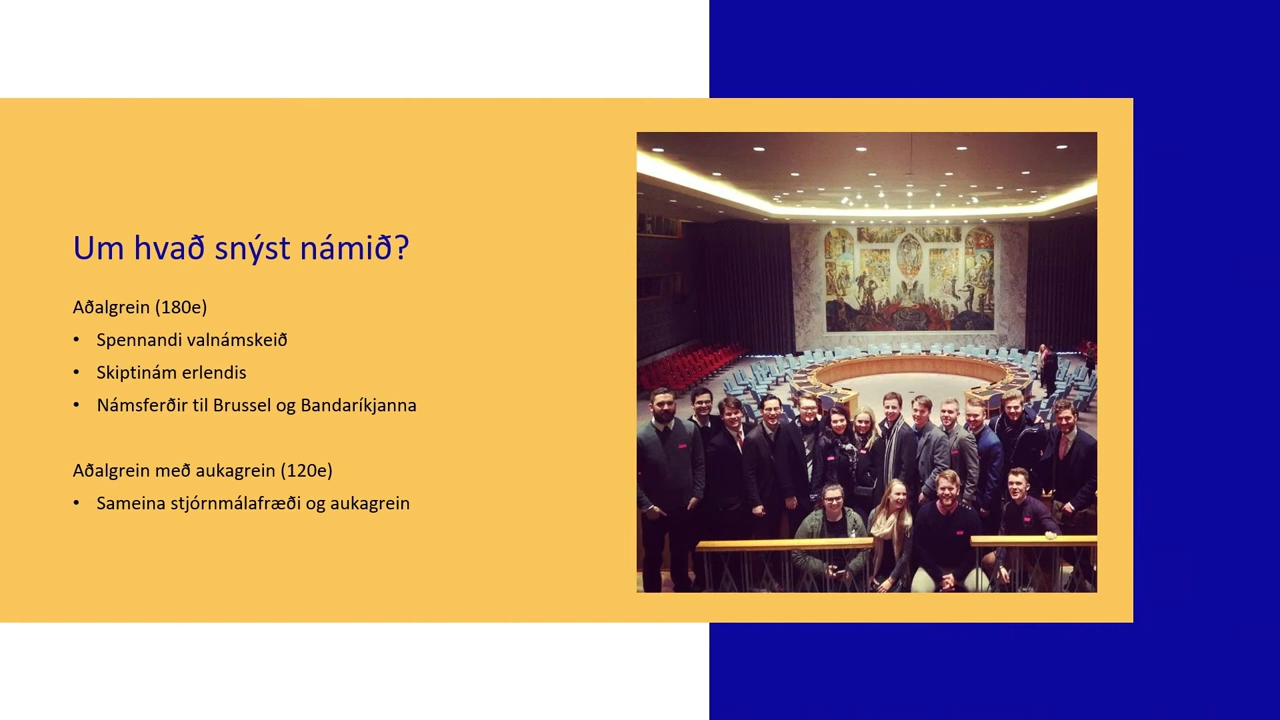 Um hvað snýst námið?
Aðalgrein (180e)
• Spennandi valnámskeið
• Skiptinám erlendis
• Námsferðir til Brussel og Bandaríkjanna
Aðalgrein með aukagrein (120e)
• Sameina stjórnmálafræði og aukagrein